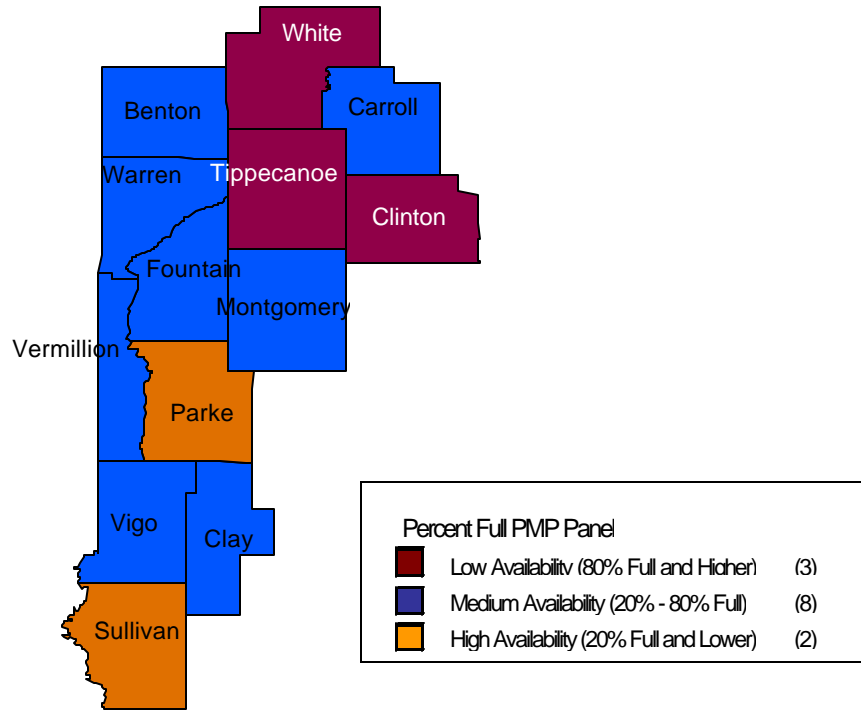 White
Benton
Carroll
Warren
Tippecanoe
Clinton
Fountain
Montgomery
Vermillion
Parke
Vigo
Clay
Sullivan
Percent Full PMP Panel
Low Availability (80% Full and Higher) (3)
Medium Availability (20% - 80% Full) (8)
High Availability (20% Full and Lower) (2)